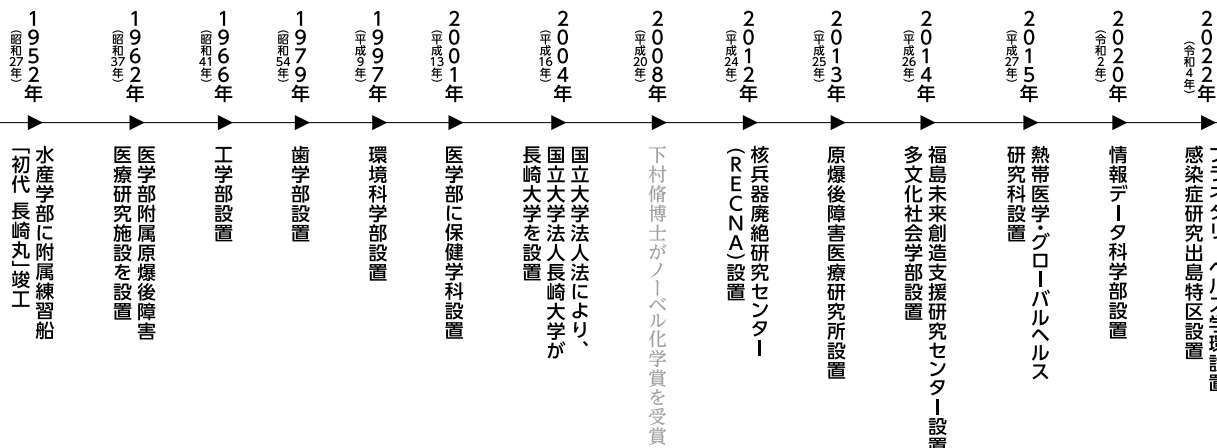 1952年
（昭和27年）
水産学部に附属練習船
「初代 長崎丸」竣工
1962年
（昭和37年）
医学部附属原爆後障害
医療研究施設を設置
1966年
（昭和41年）
工学部設置
1979年
（昭和54年）
歯学部設置
1997年
（平成9年）
環境科学部設置
2001年
（平成13年）
医学部に保健学科設置
2004年
（平成16年）
国立大学法人法により、
国立大学法人長崎大学が
長崎大学を設置
2008年
（平成20年）
下村脩博士がノーベル化学賞を受賞
2012年
（平成24年）
核兵器廃絶研究センター
（RECNA）設置
2013年
（平成25年）
原爆後障害医療研究所設置
2014年
（平成26年）
福島未来創造支援研究センター設置
多文化社会学部設置
2015年
（平成27年）
熱帯医学・グローバルヘルス
研究科設置
2020年
（令和2年）
情報データ科学部設置
2022年
（令和4年）
プラネタリーヘルス学環設置
感染症研究出島特区設置